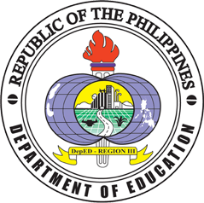 REPUBLIC OF THE PHILIPPINES
DepED - REGION III
DEPARTMENT OF EDUCATION